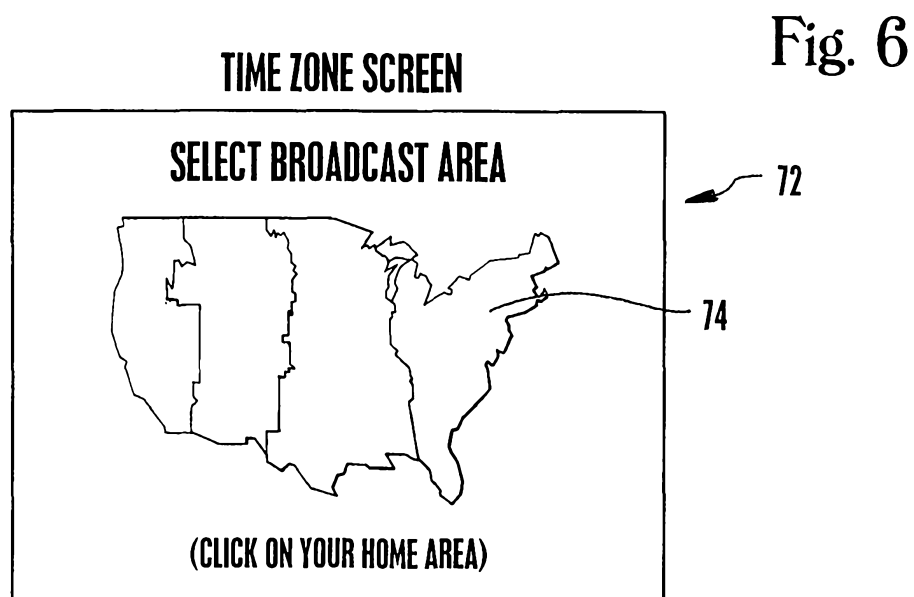 Fig. 6
TIME ZONE SCREEN
SELECT BROADCAST AREA
72
74
(CLICK ON YOUR HOME AREA)